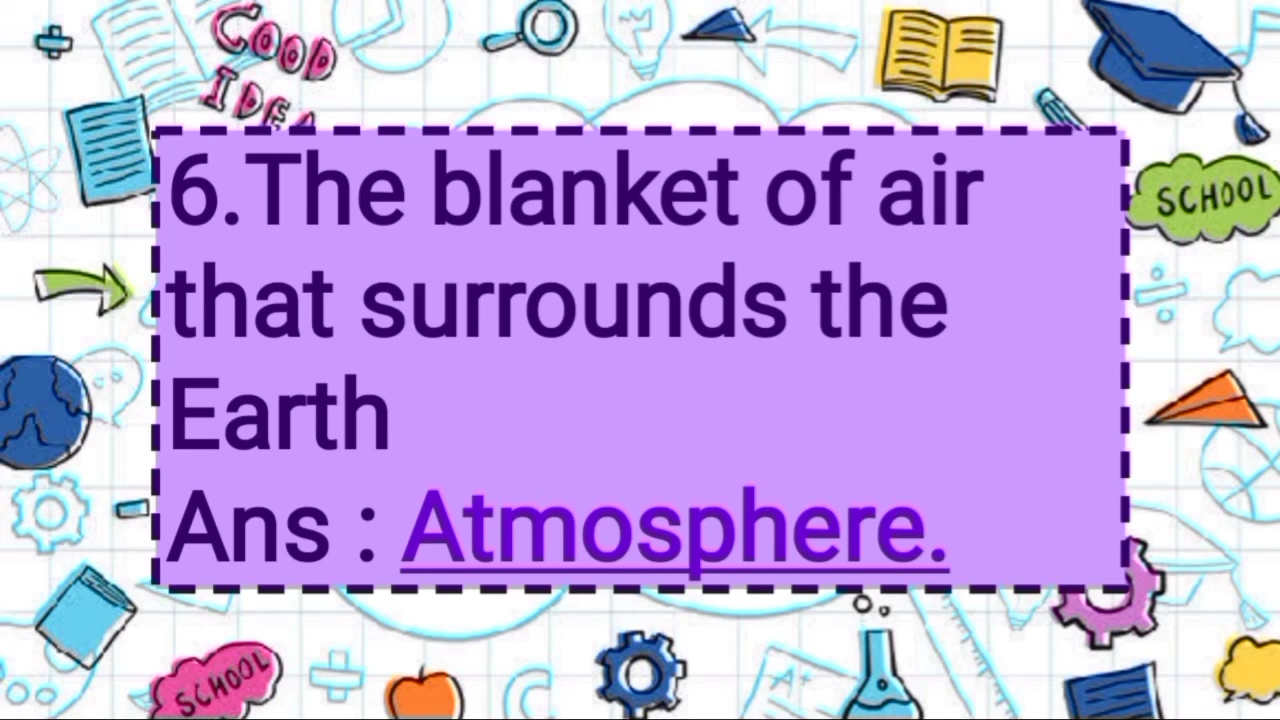 GOOD
IDEA
SCHOOL
6.The blanket of air
that surrounds the
Earth
Ans : Atmosphere.
SCHOOL
A+